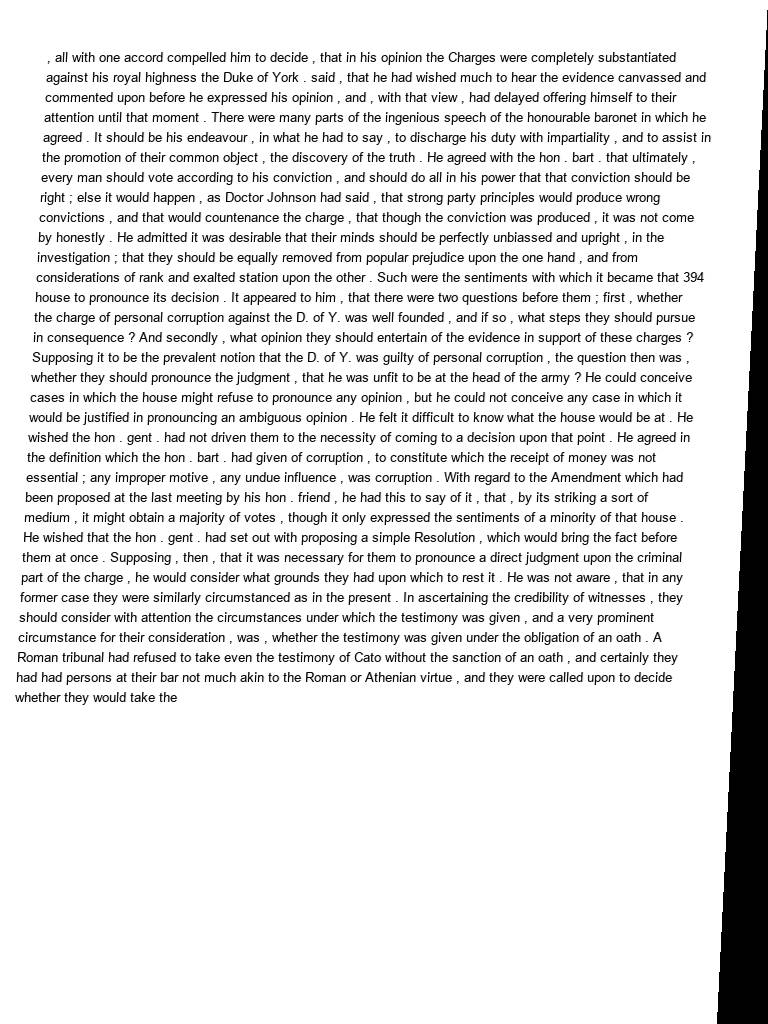 , all with one accord compelled him to decide , that in his opinion the Charges were completely substantiated
against his royal highness the Duke of York . said , that he had wished much to hear the evidence canvassed and
commented upon before he expressed his opinion , and , with that view , had delayed offering himself to their
attention until that moment . There were many parts of the ingenious speech of the honourable baronet in which he
agreed . It should be his endeavour , in what he had to say , to discharge his duty with impartiality , and to assist in
the promotion of their common object , the discovery of the truth . He agreed with the hon . bart . that ultimately ,
every man should vote according to his conviction , and should do all in his power that that conviction should be
right ; else it would happen , as Doctor Johnson had said , that strong party principles would produce wrong
convictions , and that would countenance the charge , that though the conviction was produced , it was not come
by honestly . He admitted it was desirable that their minds should be perfectly unbiassed and upright , in the
investigation ; that they should be equally removed from popular prejudice upon the one hand , and from
considerations of rank and exalted station upon the other . Such were the sentiments with which it became that 394
house to pronounce its decision . It appeared to him , that there were two questions before them ; first , whether
the charge of personal corruption against the D. of Y. was well founded , and if so , what steps they should pursue
in consequence ? And secondly , what opinion they should entertain of the evidence in support of these charges ?
Supposing it to be the prevalent notion that the D. of Y. was guilty of personal corruption , the question then was ,
whether they should pronounce the judgment , that he was unfit to be at the head of the army ? He could conceive
cases in which the house might refuse to pronounce any opinion , but he could not conceive any case in which it
would be justified in pronouncing an ambiguous opinion . He felt it difficult to know what the house would be at . He
wished the hon . gent . had not driven them to the necessity of coming to a decision upon that point . He agreed in
the definition which the hon . bart . had given of corruption , to constitute which the receipt of money was not
essential ; any improper motive , any undue influence , was corruption . With regard to the Amendment which had
been proposed at the last meeting by his hon . friend , he had this to say of it , that , by its striking a sort of
medium , it might obtain a majority of votes , though it only expressed the sentiments of a minority of that house .
He wished that the hon . gent . had set out with proposing a simple Resolution , which would bring the fact before
them at once . Supposing , then , that it was necessary for them to pronounce a direct judgment upon the criminal
part of the charge , he would consider what grounds they had upon which to rest it . He was not aware , that in any
former case they were similarly circumstanced as in the present . In ascertaining the credibility of witnesses , they
should consider with attention the circumstances under which the testimony was given , and a very prominent
circumstance for their consideration , was , whether the testimony was given under the obligation of an oath . A
Roman tribunal had refused to take even the testimony of Cato without the sanction of an oath , and certainly they
had had persons at their bar not much akin to the Roman or Athenian virtue , and they were called upon to decide
whether they would take the